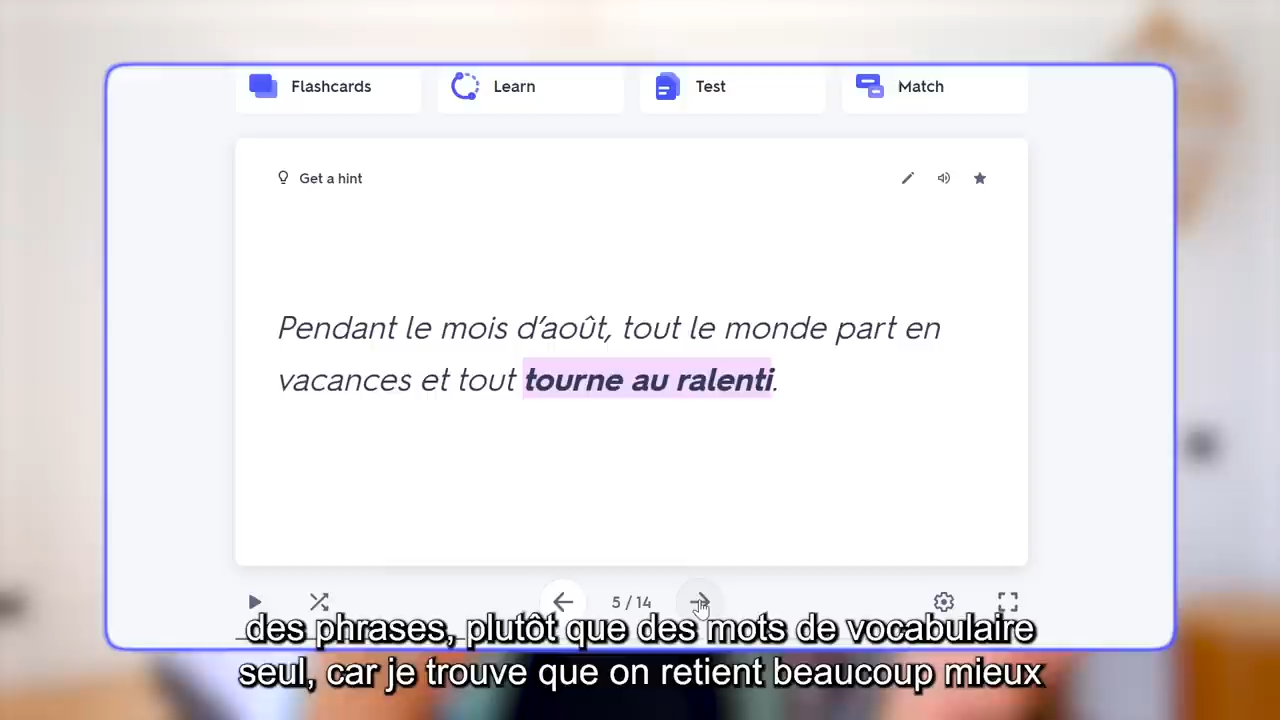 Flashcards
Learn
Test
Match
Get a hint
Pendant le mois d’août, tout le monde part en
vacances et tout tourne au ralenti.
5 / 14
des phrases, plutôt que des mots de vocabulaire
seul, car je trouve que on retient beaucoup mieux